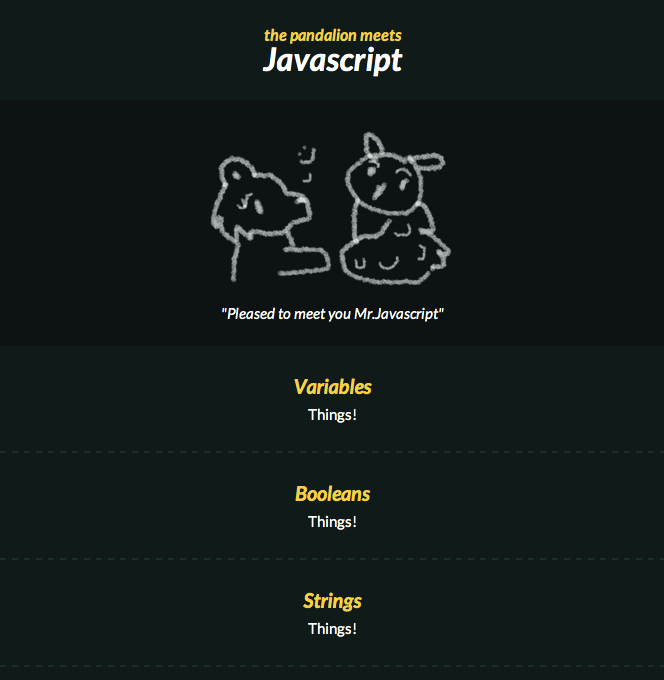 the pandalion meets
Javascript
"Pleased to meet you Mr.Javascript"
Variables
Things!
Booleans
Things!
Strings
Things!